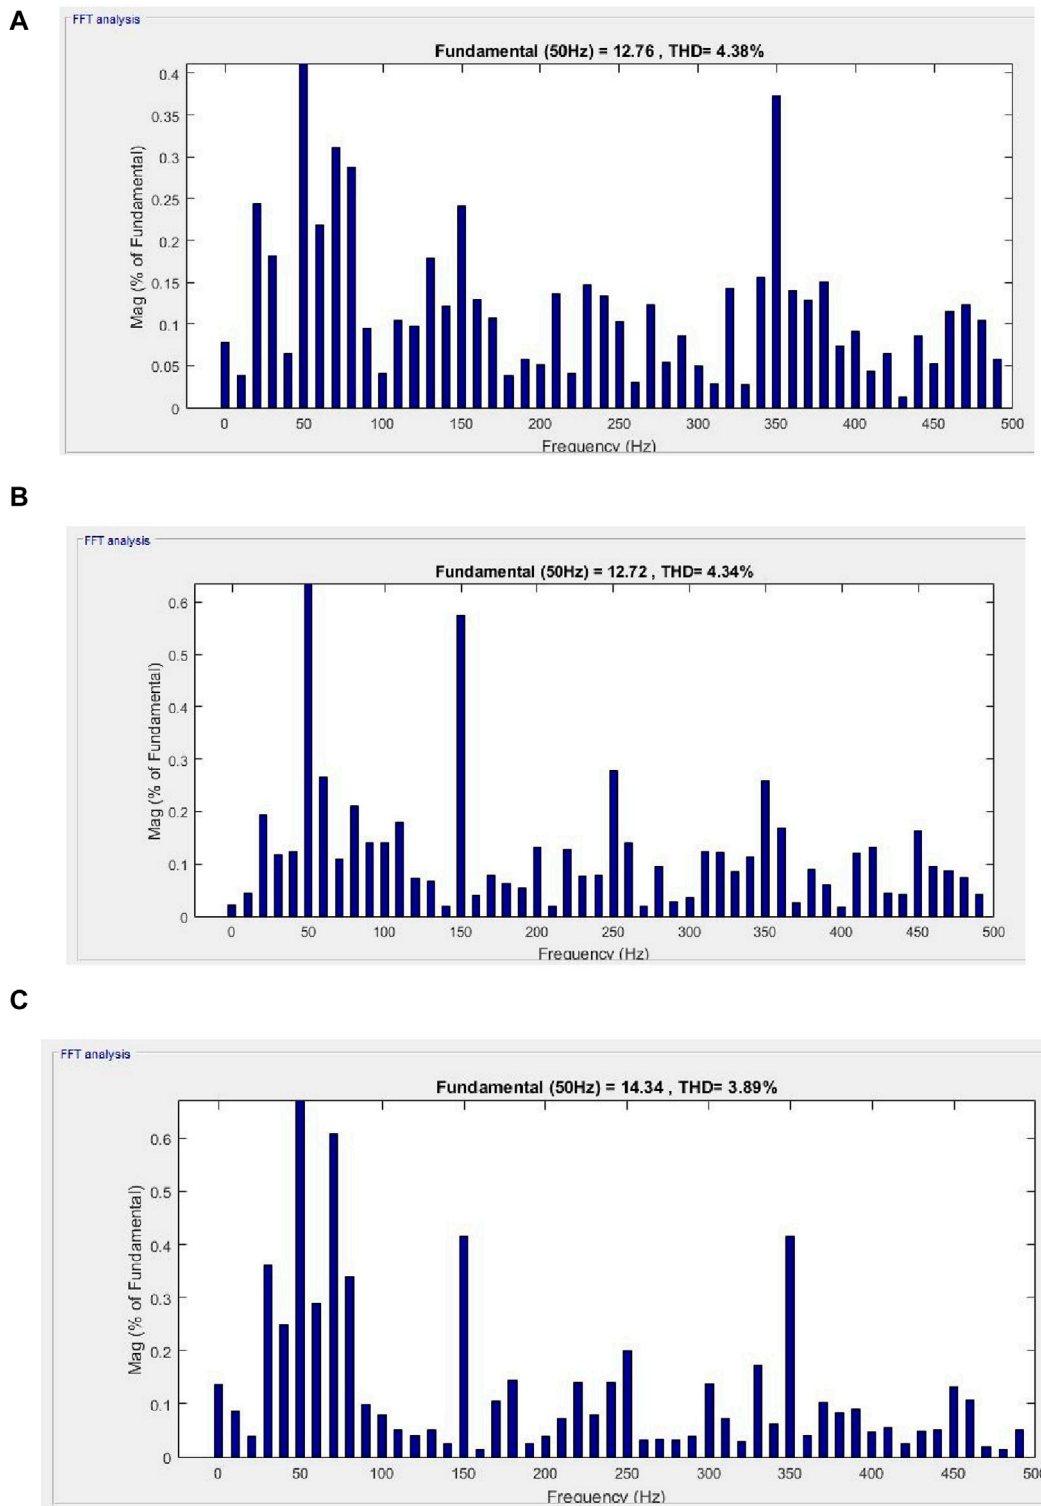 A
FFT analysis
Fundamental (50Hz) = 12.76 , THD= 4.38%
Mag (% of Fundamental)
0.4
0.35
0.3
0.25
0.2
0.15
0.1
0.05
0
0 50 100 150 200 250 300 350 400 450 500
Frequency (Hz)
B
FFT analysis
Fundamental (50Hz) = 12.72 , THD= 4.34%
Mag (% of Fundamental)
0.6
0.5
0.4
0.3
0.2
0.1
0
0 50 100 150 200 250 300 350 400 450 500
Frequency (Hz)
C
FFT analysis
Fundamental (50Hz) = 14.34 , THD= 3.89%
Mag (% of Fundamental)
0.6
0.5
0.4
0.3
0.2
0.1
0
0 50 100 150 200 250 300 350 400 450 500
Frequency (Hz)